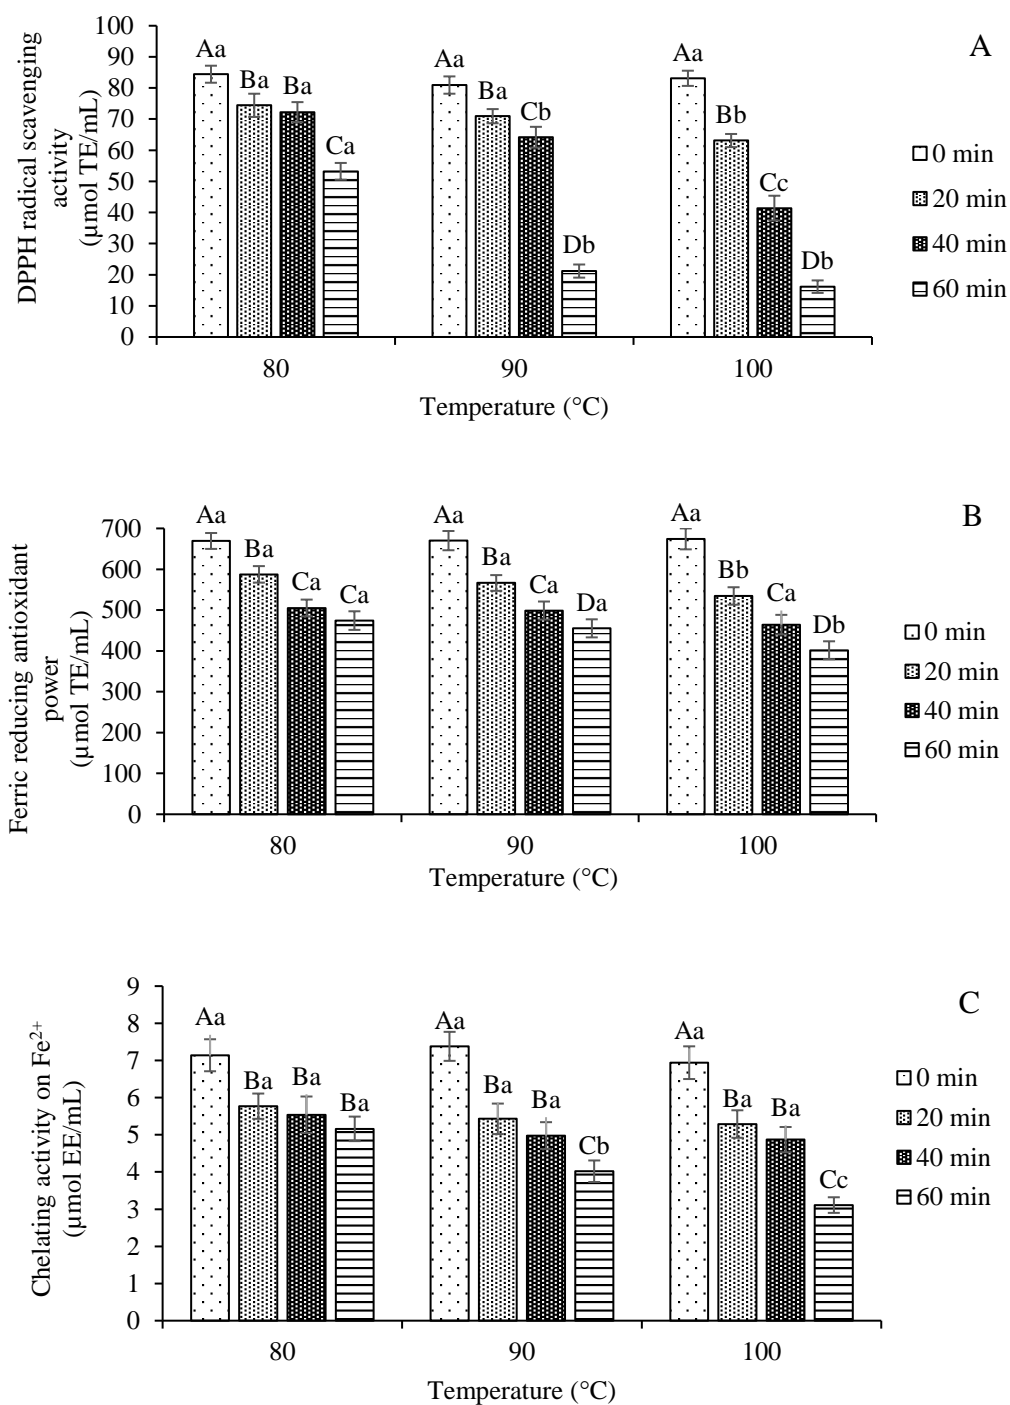 A
DPPH radical scavenging
activity
(µmol TE/mL)
100
90
80
70
60
50
40
30
20
10
0
Aa
Ba
Ba
Ca
Aa
Ba
Cb
Db
Aa
Bb
Cc
Db
0 min
20 min
40 min
60 min
80
90
100
Temperature (°C)
B
Ferric reducing antioxidant
power
(µmol TE/mL)
700
600
500
400
300
200
100
0
Aa
Ba
Ca
Ca
Aa
Ba
Ca
Da
Aa
Bb
Ca
Db
0 min
20 min
40 min
60 min
80
90
100
Temperature (°C)
C
Chelating activity on Fe²⁺
(µmol EE/mL)
9
8
7
6
5
4
3
2
1
0
Aa
Ba
Ba
Ba
Aa
Ba
Ba
Cb
Aa
Ba
Ba
Cc
0 min
20 min
40 min
60 min
80
90
100
Temperature (°C)